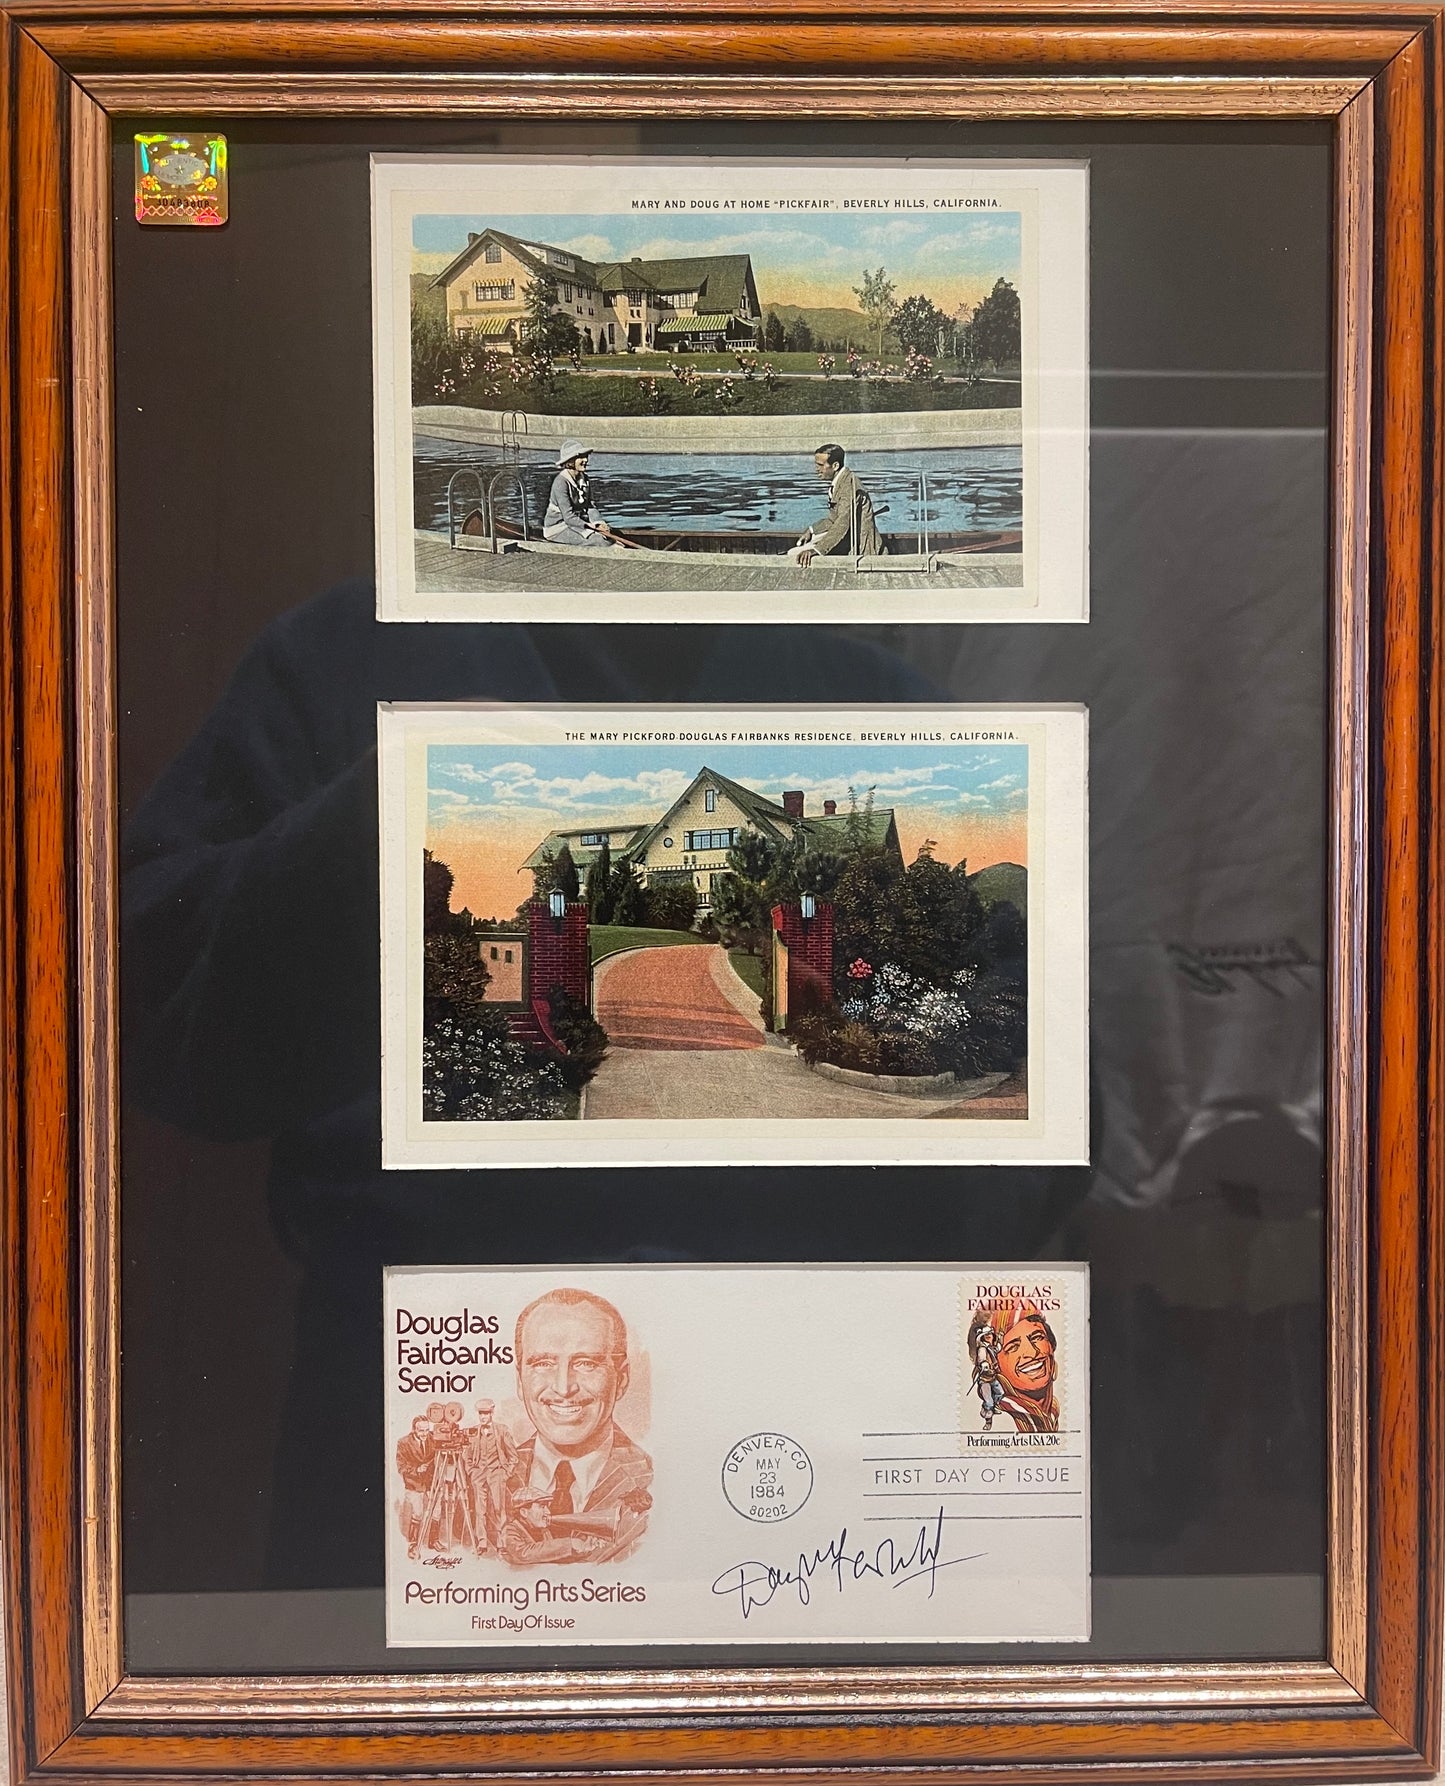 MARY AND DOUG AT HOME "PICKFAIR", BEVERLY HILLS, CALIFORNIA.
THE MARY PICKFORD-DOUGLAS FAIRBANKS RESIDENCE, BEVERLY HILLS, CALIFORNIA.
Douglas
Fairbanks
Senior
Performing Arts Series
First Day Of Issue
DENVER, CO
MAY
23
1984
80202
DOUGLAS
FAIRBANKS
Performing Arts USA 20c
FIRST DAY OF ISSUE